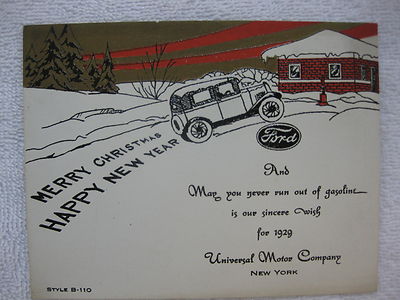 MERRY CHRISTMAS
HAPPY NEW YEAR
Ford
And
May you never run out of gasoline
is our sincere wish
for 1929
Universal Motor Company
NEW YORK
STYLE B-110